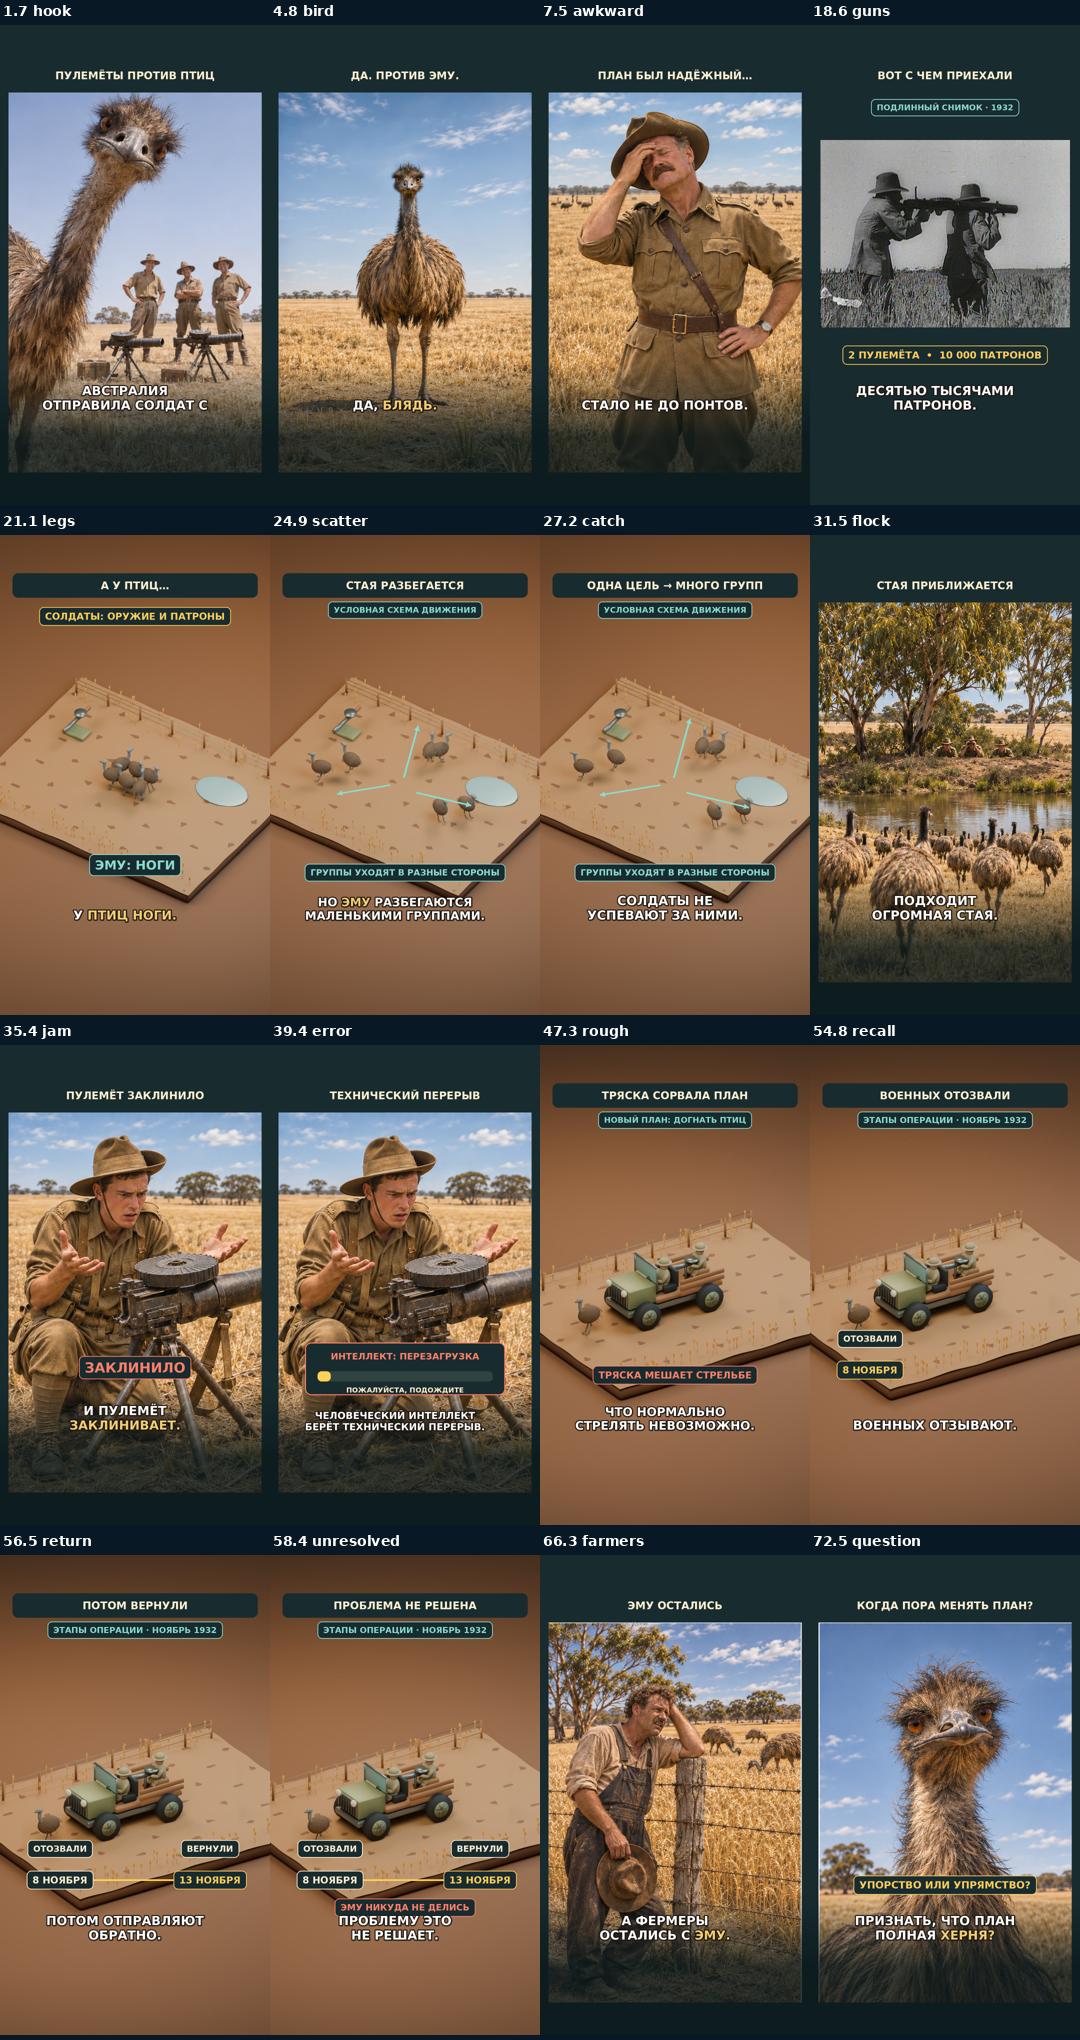 1.7 hook
ПУЛЕМЁТЫ ПРОТИВ ПТИЦ
АВСТРАЛИЯ
ОТПРАВИЛА СОЛДАТ С
4.8 bird
ДА. ПРОТИВ ЭМУ.
ДА, БЛЯДЬ.
7.5 awkward
ПЛАН БЫЛ НАДЁЖНЫЙ…
СТАЛО НЕ ДО ПОНТОВ.
18.6 guns
ВОТ С ЧЕМ ПРИЕХАЛИ
ПОДЛИННЫЙ СНИМОК · 1932
2 ПУЛЕМЁТА • 10 000 ПАТРОНОВ
ДЕСЯТЬЮ ТЫСЯЧАМИ
ПАТРОНОВ.
21.1 legs
А У ПТИЦ…
СОЛДАТЫ: ОРУЖИЕ И ПАТРОНЫ
ЭМУ: НОГИ
У ПТИЦ НОГИ.
24.9 scatter
СТАЯ РАЗБЕГАЕТСЯ
УСЛОВНАЯ СХЕМА ДВИЖЕНИЯ
ГРУППЫ УХОДЯТ В РАЗНЫЕ СТОРОНЫ
НО ЭМУ РАЗБЕГАЮТСЯ
МАЛЕНЬКИМИ ГРУППАМИ.
27.2 catch
ОДНА ЦЕЛЬ → МНОГО ГРУПП
УСЛОВНАЯ СХЕМА ДВИЖЕНИЯ
ГРУППЫ УХОДЯТ В РАЗНЫЕ СТОРОНЫ
СОЛДАТЫ НЕ
УСПЕВАЮТ ЗА НИМИ.
31.5 flock
СТАЯ ПРИБЛИЖАЕТСЯ
ПОДХОДИТ
ОГРОМНАЯ СТАЯ.
35.4 jam
ПУЛЕМЁТ ЗАКЛИНИЛО
ЗАКЛИНИЛО
И ПУЛЕМЁТ
ЗАКЛИНИВАЕТ.
39.4 error
ТЕХНИЧЕСКИЙ ПЕРЕРЫВ
ИНТЕЛЛЕКТ: ПЕРЕЗАГРУЗКА
ПОЖАЛУЙСТА, ПОДОЖДИТЕ
ЧЕЛОВЕЧЕСКИЙ ИНТЕЛЛЕКТ
БЕРЁТ ТЕХНИЧЕСКИЙ ПЕРЕРЫВ.
47.3 rough
ТРЯСКА СОРВАЛА ПЛАН
НОВЫЙ ПЛАН: ДОГНАТЬ ПТИЦ
ТРЯСКА МЕШАЕТ СТРЕЛЬБЕ
ЧТО НОРМАЛЬНО
СТРЕЛЯТЬ НЕВОЗМОЖНО.
54.8 recall
ВОЕННЫХ ОТОЗВАЛИ
ЭТАПЫ ОПЕРАЦИИ · НОЯБРЬ 1932
ОТОЗВАЛИ
8 НОЯБРЯ
ВОЕННЫХ ОТЗЫВАЮТ.
56.5 return
ПОТОМ ВЕРНУЛИ
ЭТАПЫ ОПЕРАЦИИ · НОЯБРЬ 1932
ОТОЗВАЛИ
ВЕРНУЛИ
8 НОЯБРЯ
13 НОЯБРЯ
ПОТОМ ОТПРАВЛЯЮТ
ОБРАТНО.
58.4 unresolved
ПРОБЛЕМА НЕ РЕШЕНА
ЭТАПЫ ОПЕРАЦИИ · НОЯБРЬ 1932
ОТОЗВАЛИ
ВЕРНУЛИ
8 НОЯБРЯ
13 НОЯБРЯ
ЭМУ НИКУДА НЕ ДЕЛИСЬ
ПРОБЛЕМУ ЭТО
НЕ РЕШАЕТ.
66.3 farmers
ЭМУ ОСТАЛИСЬ
А ФЕРМЕРЫ
ОСТАЛИСЬ С ЭМУ.
72.5 question
КОГДА ПОРА МЕНЯТЬ ПЛАН?
УПОРСТВО ИЛИ УПРЯМСТВО?
ПРИЗНАТЬ, ЧТО ПЛАН
ПОЛНАЯ ХЕРНЯ?